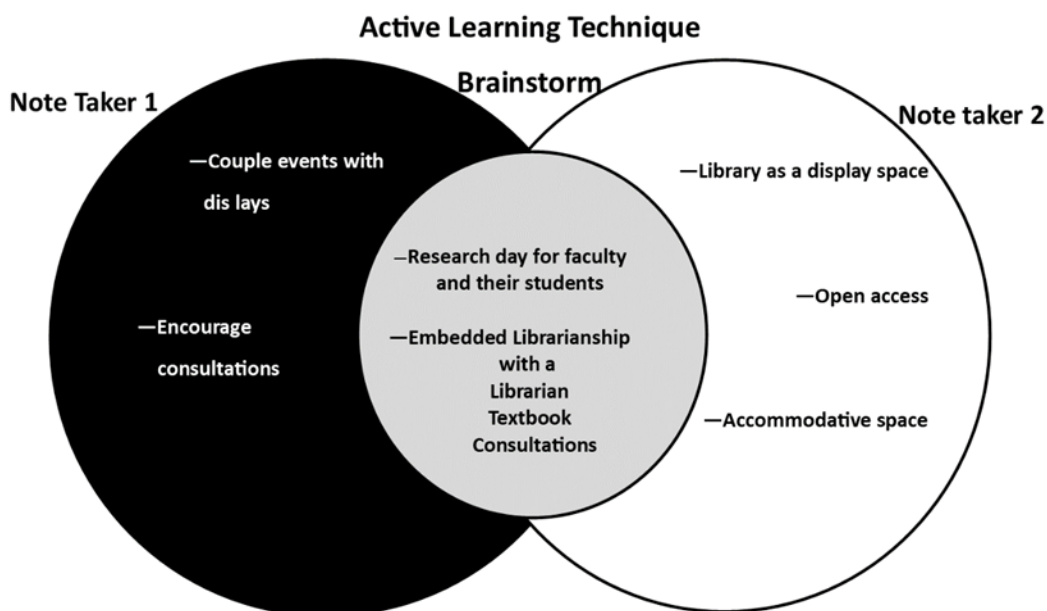 Active Learning Technique
Brainstorm
Note Taker 1
—Couple events with
dis lays
—Encourage
consultations
–Research day for faculty
and their students
—Embedded Librarianship
with a
Librarian
Textbook
Consultations
Note taker 2
—Library as a display space
—Open access
—Accommodative space